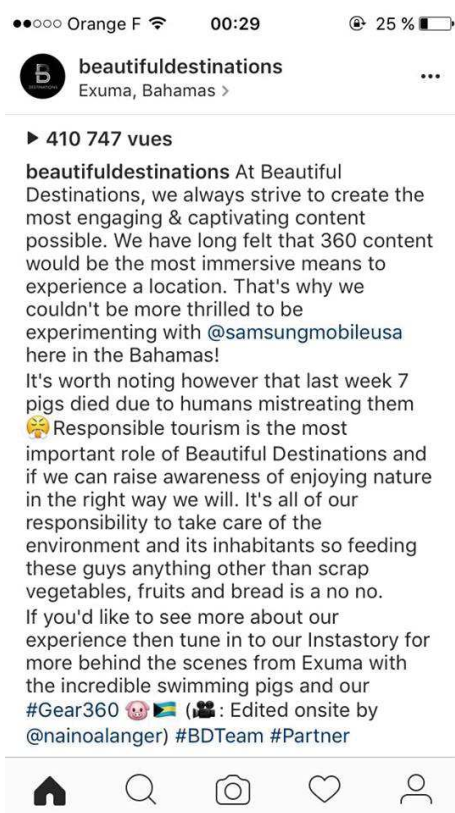 Orange F 00:29 25 %
B
DESTINATIONS
beautifuldestinations
Exuma, Bahamas >
410 747 vues
beautifuldestinations At Beautiful
Destinations, we always strive to create the
most engaging & captivating content
possible. We have long felt that 360 content
would be the most immersive means to
experience a location. That's why we
couldn't be more thrilled to be
experimenting with @samsungmobileusa
here in the Bahamas!
It's worth noting however that last week 7
pigs died due to humans mistreating them
😤 Responsible tourism is the most
important role of Beautiful Destinations and
if we can raise awareness of enjoying nature
in the right way we will. It's all of our
responsibility to take care of the
environment and its inhabitants so feeding
these guys anything other than scrap
vegetables, fruits and bread is a no no.
If you'd like to see more about our
experience then tune in to our Instastory for
more behind the scenes from Exuma with
the incredible swimming pigs and our
#Gear360 🐷🇧🇸 (🎥: Edited onsite by
@nainoalanger) #BDTeam #Partner